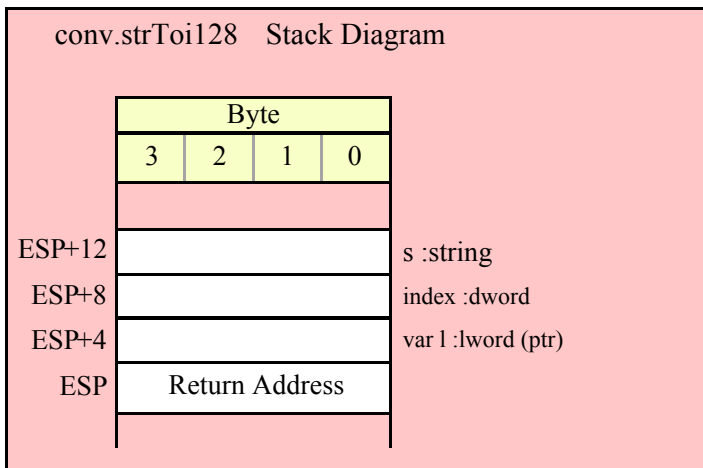 conv.strToi128 Stack Diagram
Byte
3 2 1 0
ESP+12 s :string
ESP+8 index :dword
ESP+4 var l :lword (ptr)
ESP Return Address